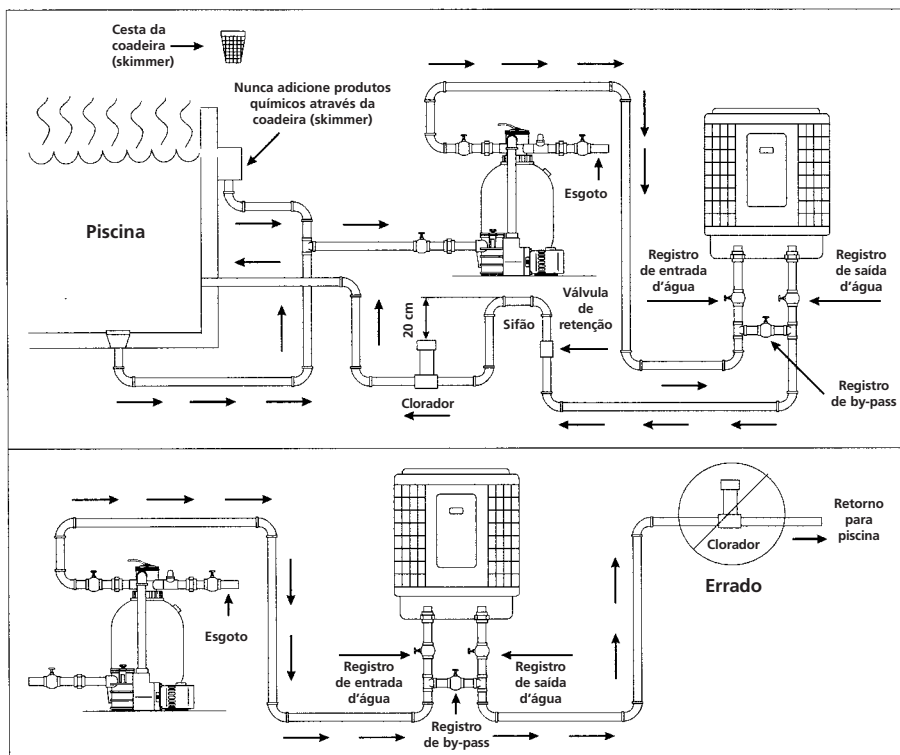 Cesta da
coadeira
(skimmer)
Nunca adicione produtos
químicos através da
coadeira (skimmer)
Piscina
Esgoto
Registro
de entrada
d'água
Registro
de saída
d'água
20 cm
Sifão
Válvula
de
retenção
Clorador
Registro
de by-pass
Esgoto
Registro
de entrada
d'água
Registro
de saída
d'água
Registro
de by-pass
Clorador
Errado
Retorno
para
piscina